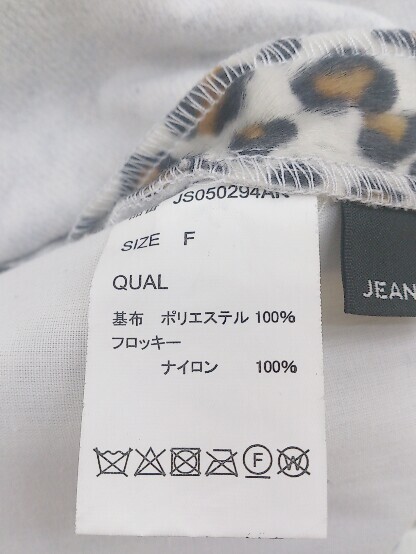 JS050294AN
SIZE F
QUAL
基布 ポリエステル 100%
フロッキー
ナイロン 100%
F
W
JEAN